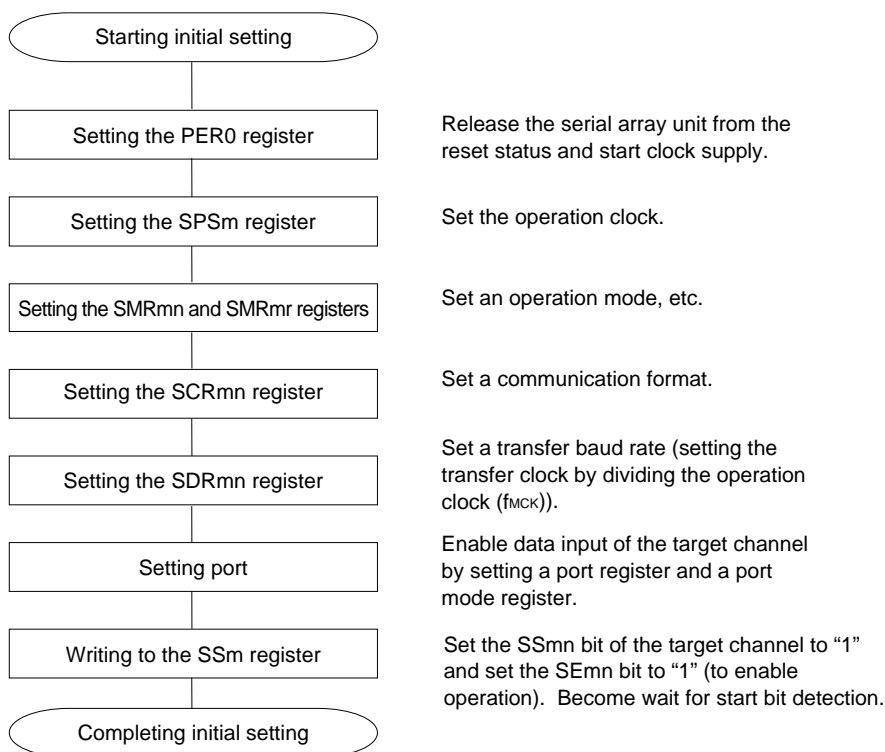 Starting initial setting
Setting the PER0 register
Release the serial array unit from the
reset status and start clock supply.
Setting the SPSm register
Set the operation clock.
Setting the SMRmn and SMRmr registers
Set an operation mode, etc.
Setting the SCRmn register
Set a communication format.
Setting the SDRmn register
Set a transfer baud rate (setting the
transfer clock by dividing the operation
clock (fMCK)).
Setting port
Enable data input of the target channel
by setting a port register and a port
mode register.
Writing to the SSm register
Set the SSmn bit of the target channel to “1”
and set the SEmn bit to “1” (to enable
operation).  Become wait for start bit detection.
Completing initial setting